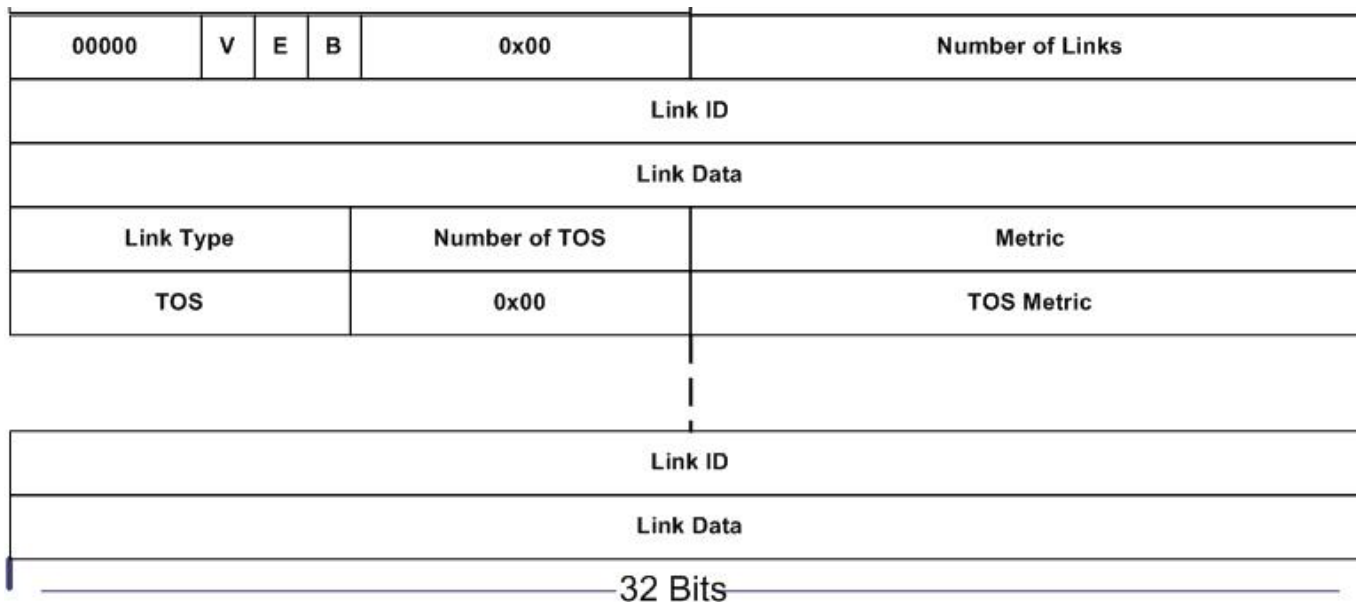 00000 V E B 0x00 Number of Links
Link ID
Link Data
Link Type Number of TOS Metric
TOS 0x00 TOS Metric
Link ID
Link Data
32 Bits